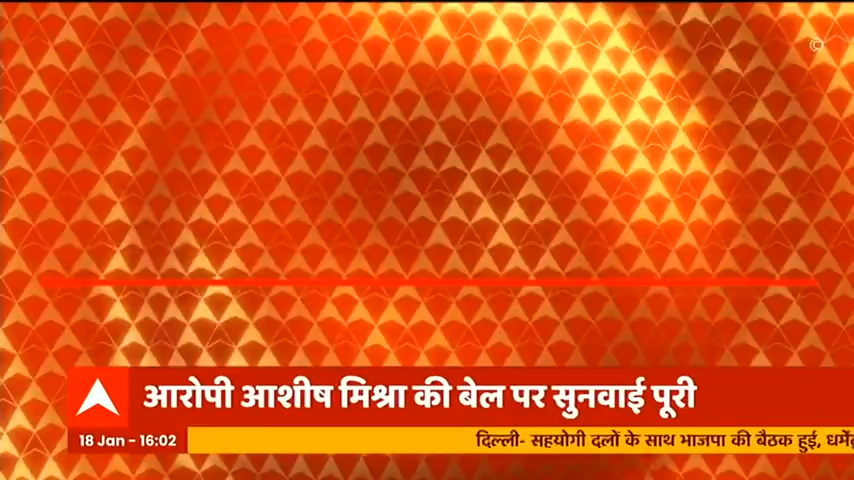 आरोपी आशीष मिश्रा की बेल पर सुनवाई पूरी
18 Jan - 16:02
दिल्ली- सहयोगी दलों के साथ भाजपा की बैठक हुई,